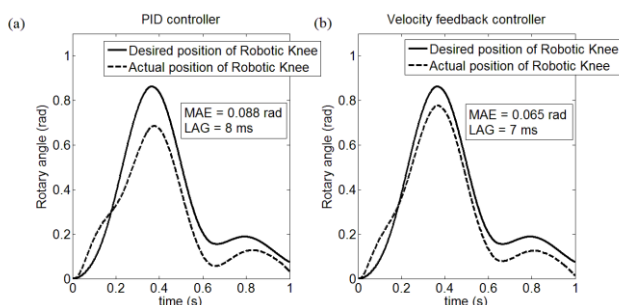 (a)
PID controller
Desired position of Robotic Knee
Actual position of Robotic Knee
MAE = 0.088 rad
LAG = 8 ms
Rotary angle (rad)
1
0.8
0.6
0.4
0.2
0
0
0.2
0.4
0.6
0.8
1
time (s)
(b)
Velocity feedback controller
Desired position of Robotic Knee
Actual position of Robotic Knee
MAE = 0.065 rad
LAG = 7 ms
Rotary angle (rad)
1
0.8
0.6
0.4
0.2
0
0
0.2
0.4
0.6
0.8
1
time (s)